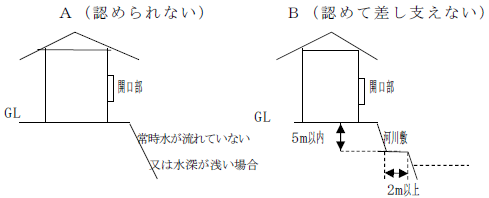 A（認められない）
B（認めて差し支えない）
開口部
開口部
GL
GL
常時水が流れていない
又は水深が浅い場合
5m以内
河川敷
2m以上